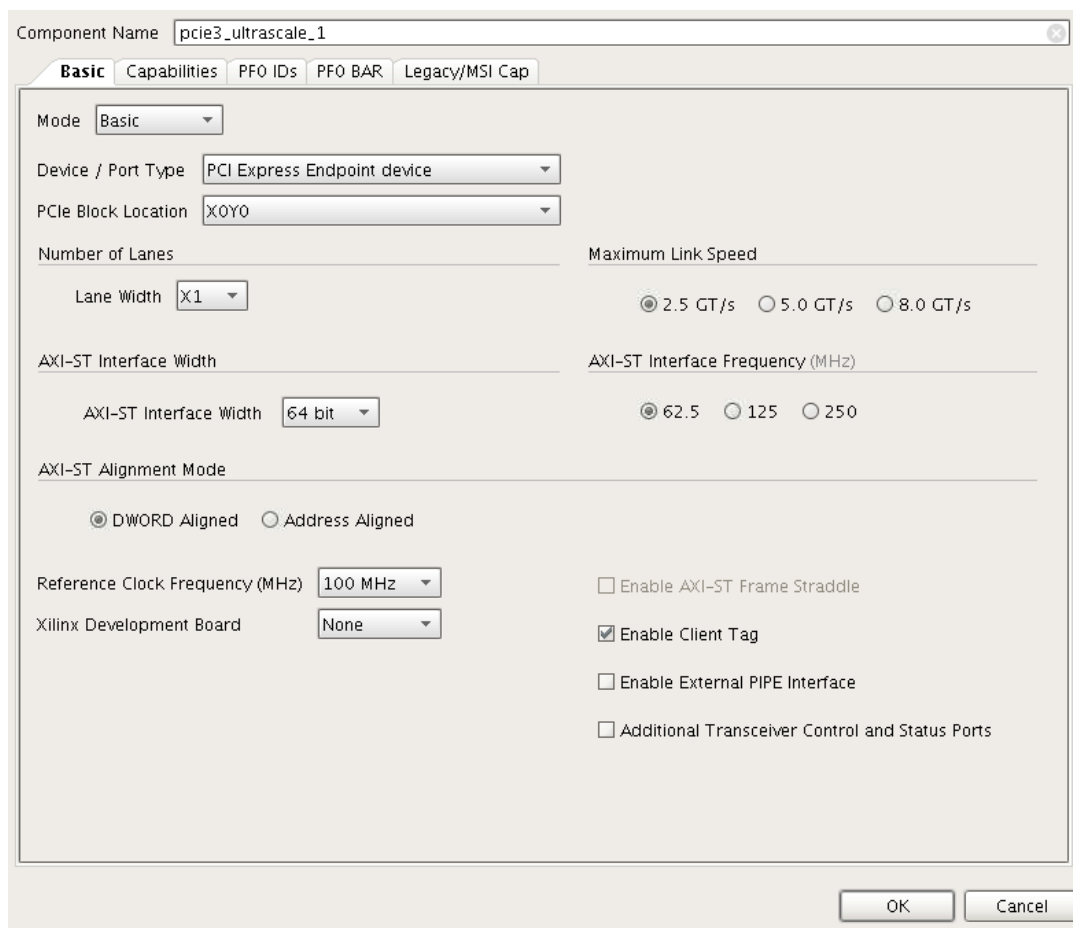 Component Name pcie3_ultrascale_1
Basic Capabilities PF0 IDs PF0 BAR Legacy/MSI Cap
Mode Basic
Device / Port Type PCI Express Endpoint device
PCIe Block Location X0Y0
Number of Lanes Maximum Link Speed
Lane Width X1 2.5 GT/s 5.0 GT/s 8.0 GT/s
AXI-ST Interface Width AXI-ST Interface Frequency (MHz)
AXI-ST Interface Width 64 bit 62.5 125 250
AXI-ST Alignment Mode
DWORD Aligned Address Aligned
Reference Clock Frequency (MHz) 100 MHz Enable AXI-ST Frame Straddle
Xilinx Development Board None Enable Client Tag
Enable External PIPE Interface
Additional Transceiver Control and Status Ports
OK Cancel